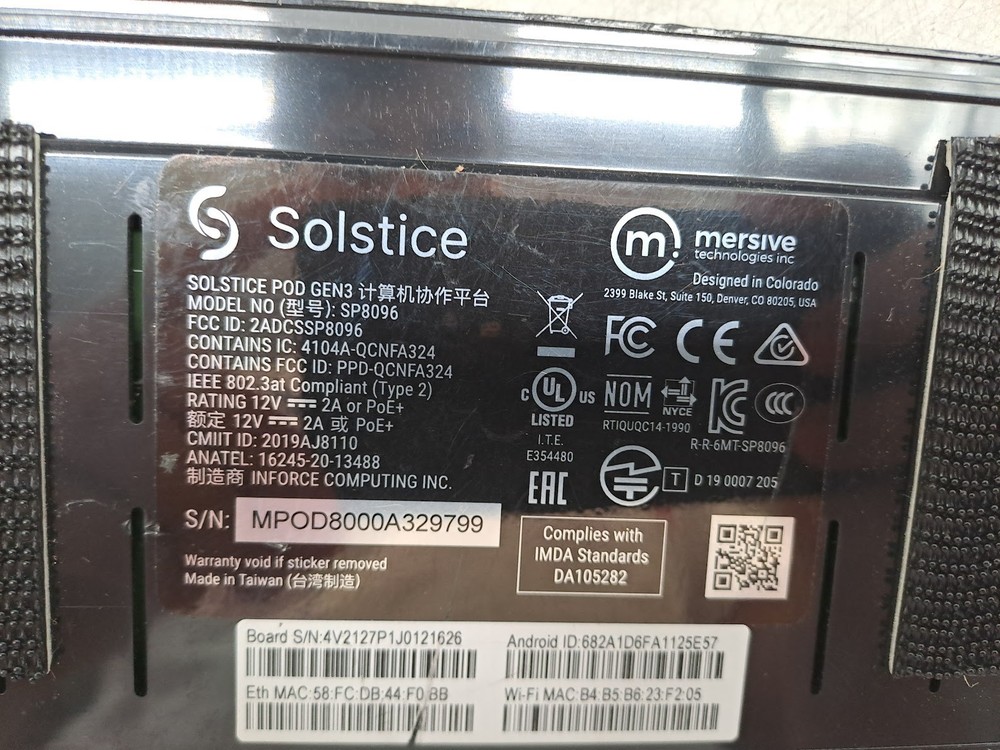 Solstice
SOLSTICE POD GEN3 计算机协作平台
MODEL NO (型号): SP8096
FCC ID: 2ADCSSP8096
CONTAINS IC: 4104A-QCNFA324
CONTAINS FCC ID: PPD-QCNFA324
IEEE 802.3at Compliant (Type 2)
RATING 12V ⎓ 2A or PoE+
额定 12V ⎓ 2A 或 PoE+
CMIIT ID: 2019AJ8110
ANATEL: 16245-20-13488
制造商 INFORCE COMPUTING INC.
S/N: MPOD8000A329799
Warranty void if sticker removed
Made in Taiwan (台湾制造)
m.
mersive
technologies inc
Designed in Colorado
2399 Blake St, Suite 150, Denver, CO 80205, USA
FC CE
C UL US
LISTED
I.T.E.
E354480
NOM
NYCE
RTIQUQC14-1990
KC
CCC
R-R-6MT-SP8096
EAC
T D 19 0007 205
Complies with
IMDA Standards
DA105282
Board S/N:4V2127P1J0121626
Android ID:682A1D6FA1125E57
Eth MAC:58:FC:DB:44:F0:BB
Wi-Fi MAC:B4:B5:B6:23:F2:05